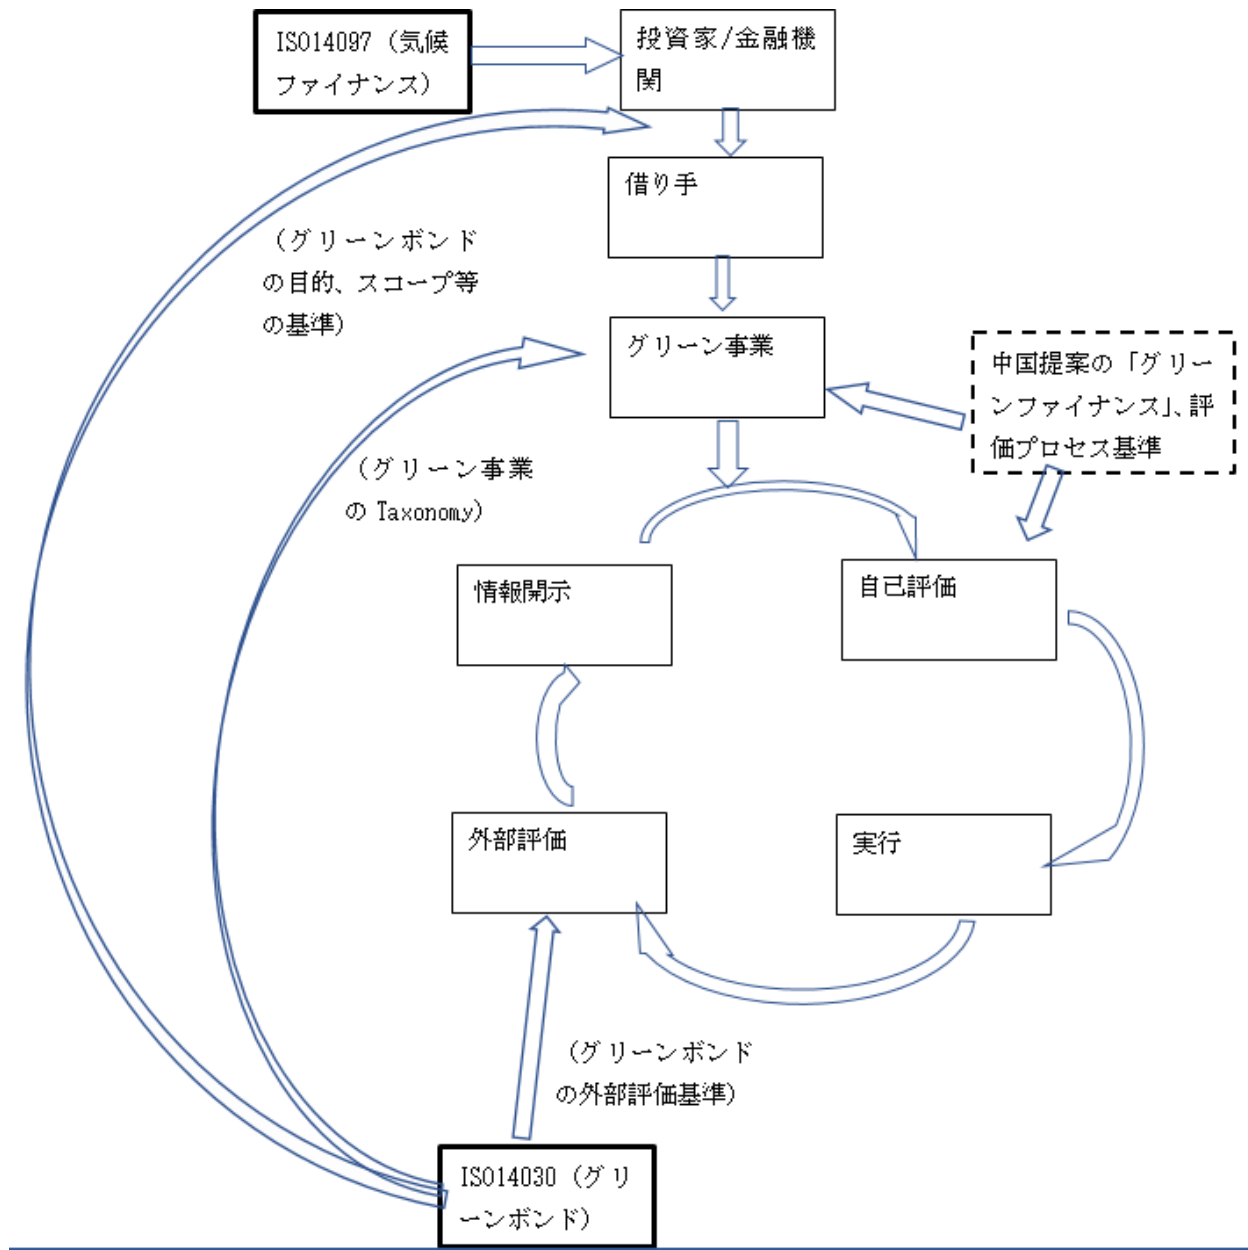 ISO14097（気候
ファイナンス）
投資家/金融機
関
借り手
（グリーンボンド
の目的、スコープ等
の基準）
グリーン事業
中国提案の「グリー
ンファイナンス」、評
価プロセス基準
（グリーン事業
の Taxonomy）
情報開示
自己評価
外部評価
実行
（グリーンボンド
の外部評価基準）
ISO14030（グリ
ーンボンド）